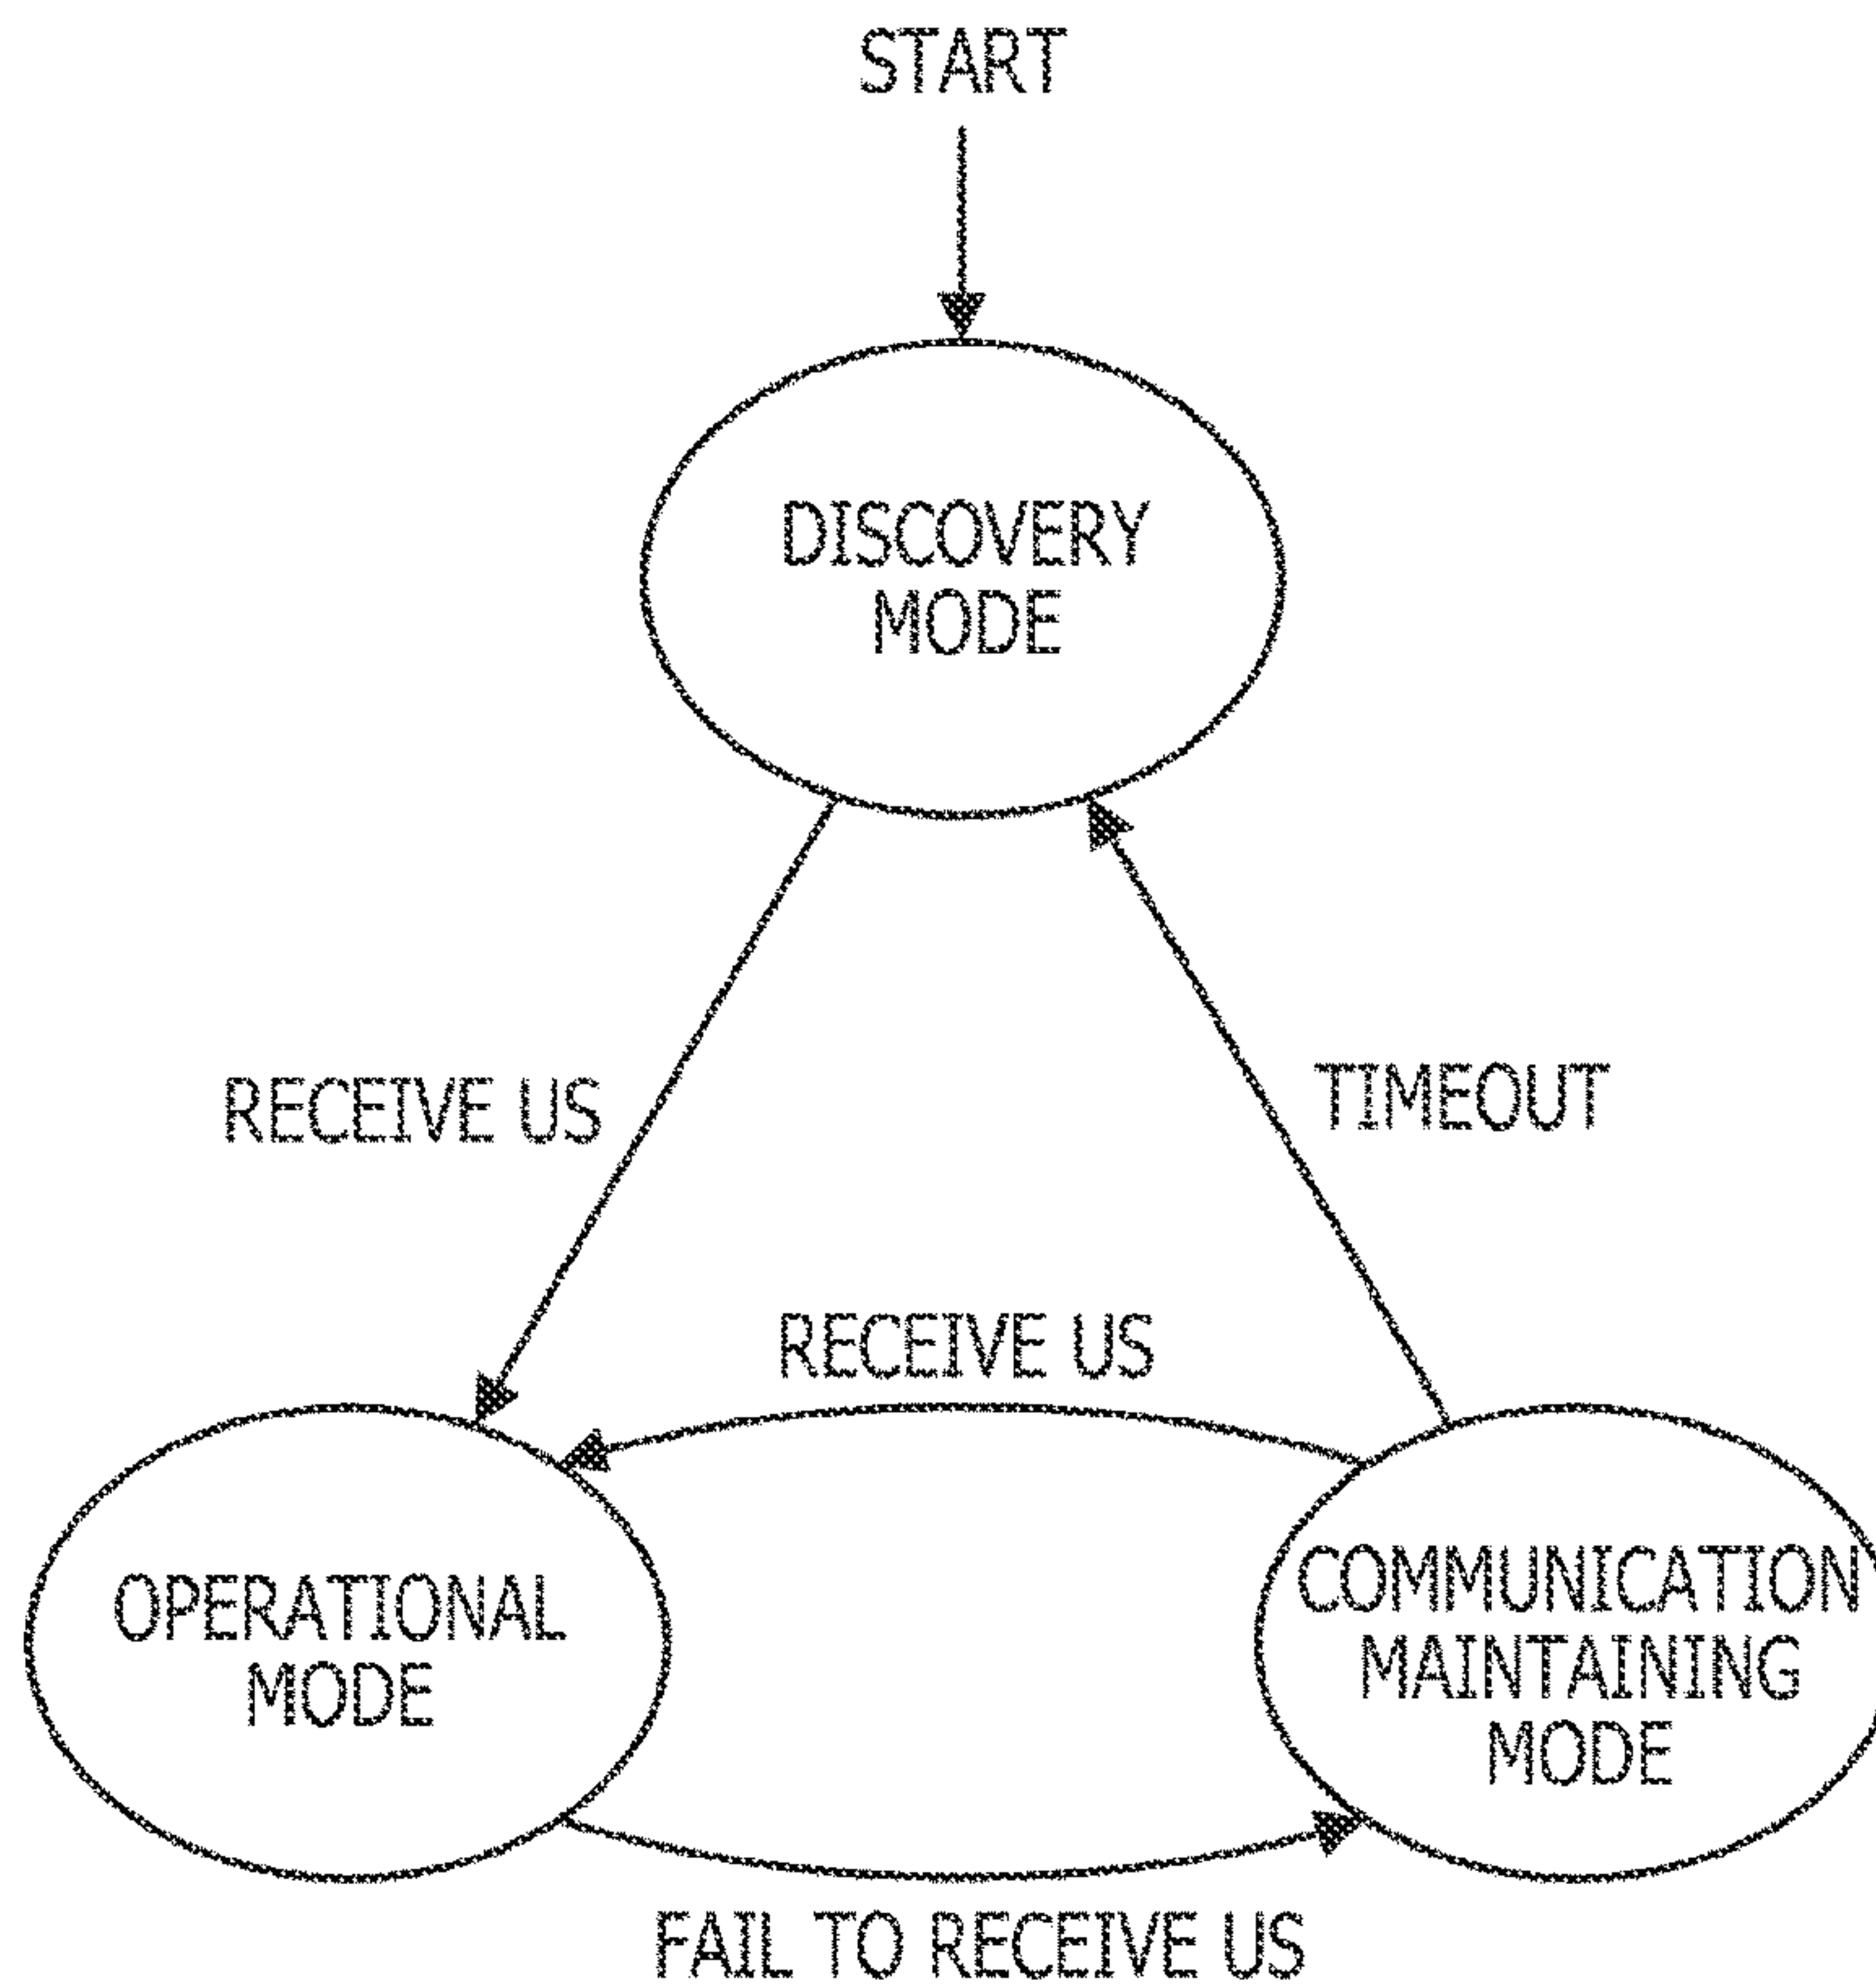 START
DISCOVERY
MODE
RECEIVE US
TIMEOUT
RECEIVE US
OPERATIONAL
MODE
COMMUNICATION
MAINTAINING
MODE
FAIL TO RECEIVE US